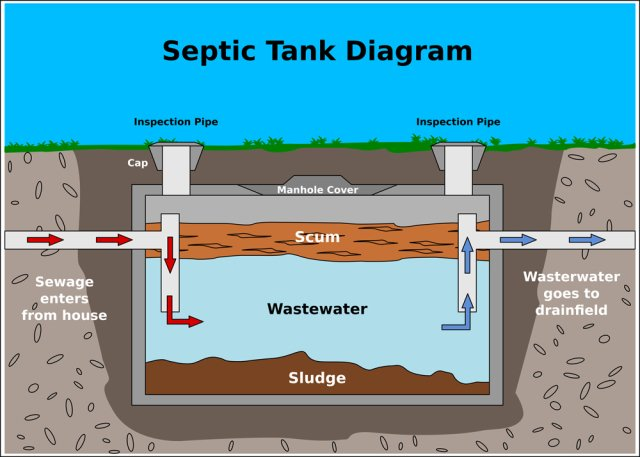 Septic Tank Diagram
Inspection Pipe
Inspection Pipe
Cap
Manhole Cover
Scum
Sewage
enters
from house
Wastewater
Wasterwater
goes to
drainfield
Sludge